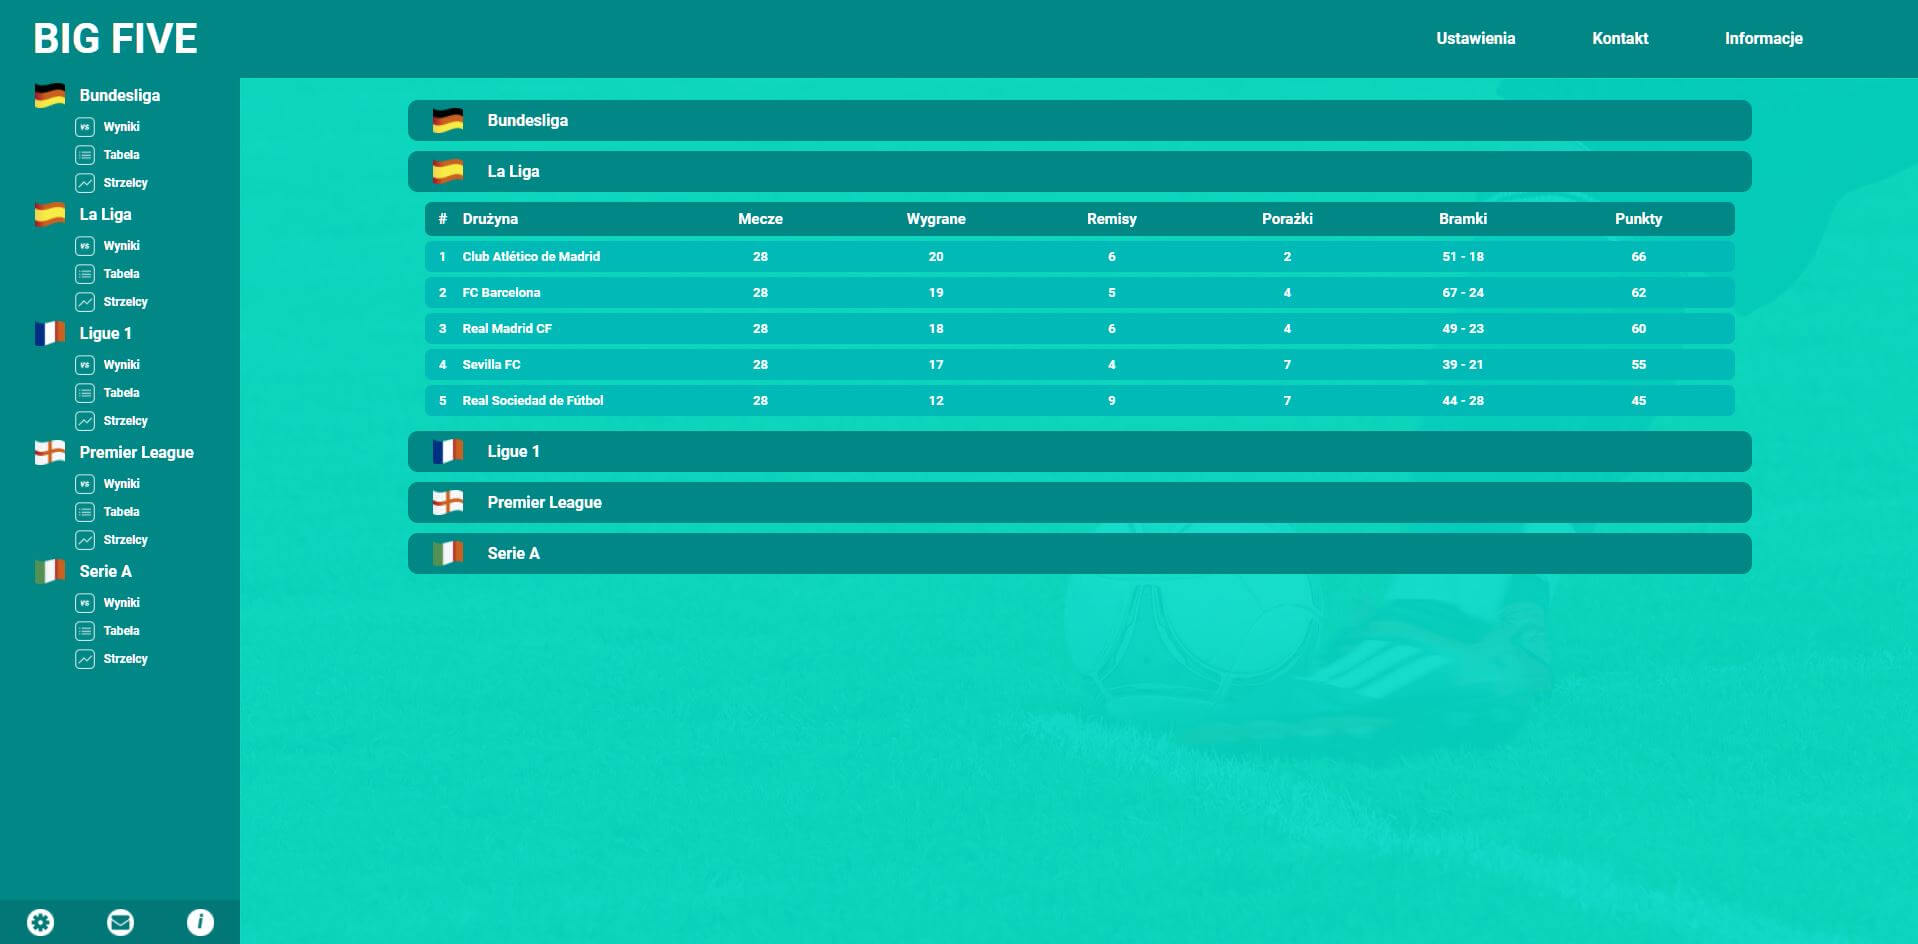 BIG FIVE
Ustawienia Kontakt Informacje
Bundesliga
Wyniki
Tabela
Strzelcy
La Liga
Wyniki
Tabela
Strzelcy
Ligue 1
Wyniki
Tabela
Strzelcy
Premier League
Wyniki
Tabela
Strzelcy
Serie A
Wyniki
Tabela
Strzelcy
Bundesliga
La Liga
# Drużyna Mecze Wygrane Remisy Porażki Bramki Punkty
1 Club Atlético de Madrid 28 20 6 2 51 - 18 66
2 FC Barcelona 28 19 5 4 67 - 24 62
3 Real Madrid CF 28 18 6 4 49 - 23 60
4 Sevilla FC 28 17 4 7 39 - 21 55
5 Real Sociedad de Fútbol 28 12 9 7 44 - 28 45
Ligue 1
Premier League
Serie A